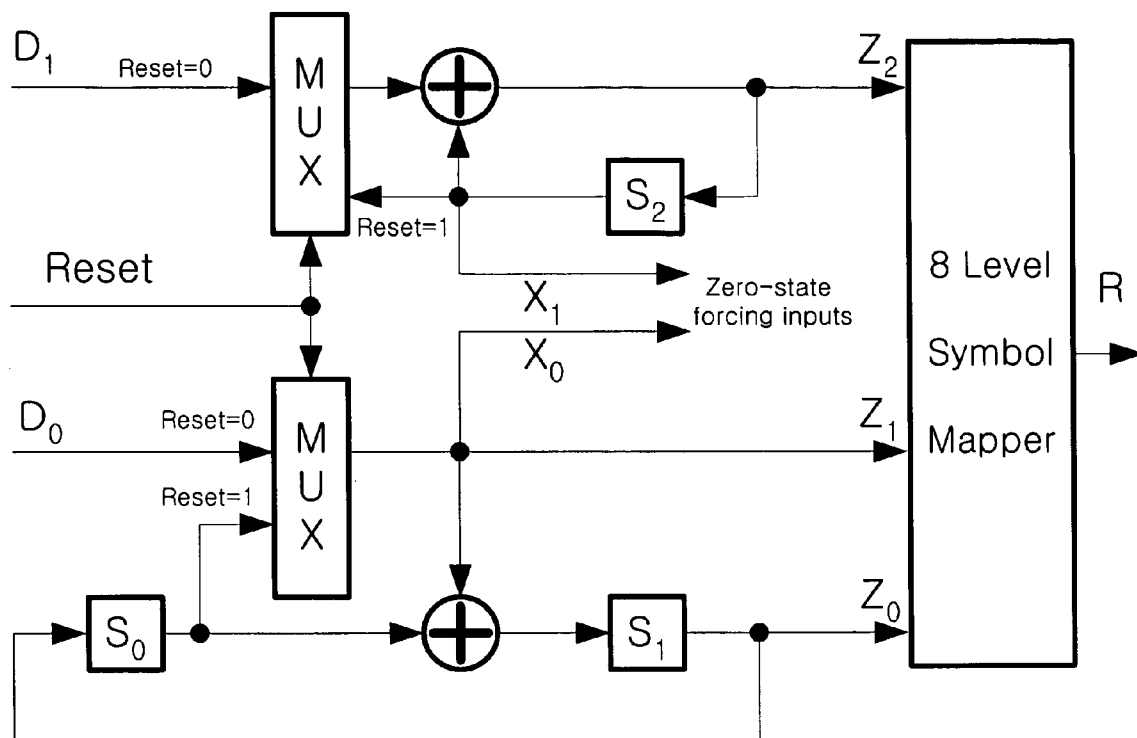 D₁
Reset=0
M
U
X
Z₂
S₂
Reset=1
Reset
X₁
X₀
Zero-state
forcing inputs
8 Level
Symbol
Mapper
R
D₀
Reset=0
Reset=1
M
U
X
Z₁
S₀
S₁
Z₀